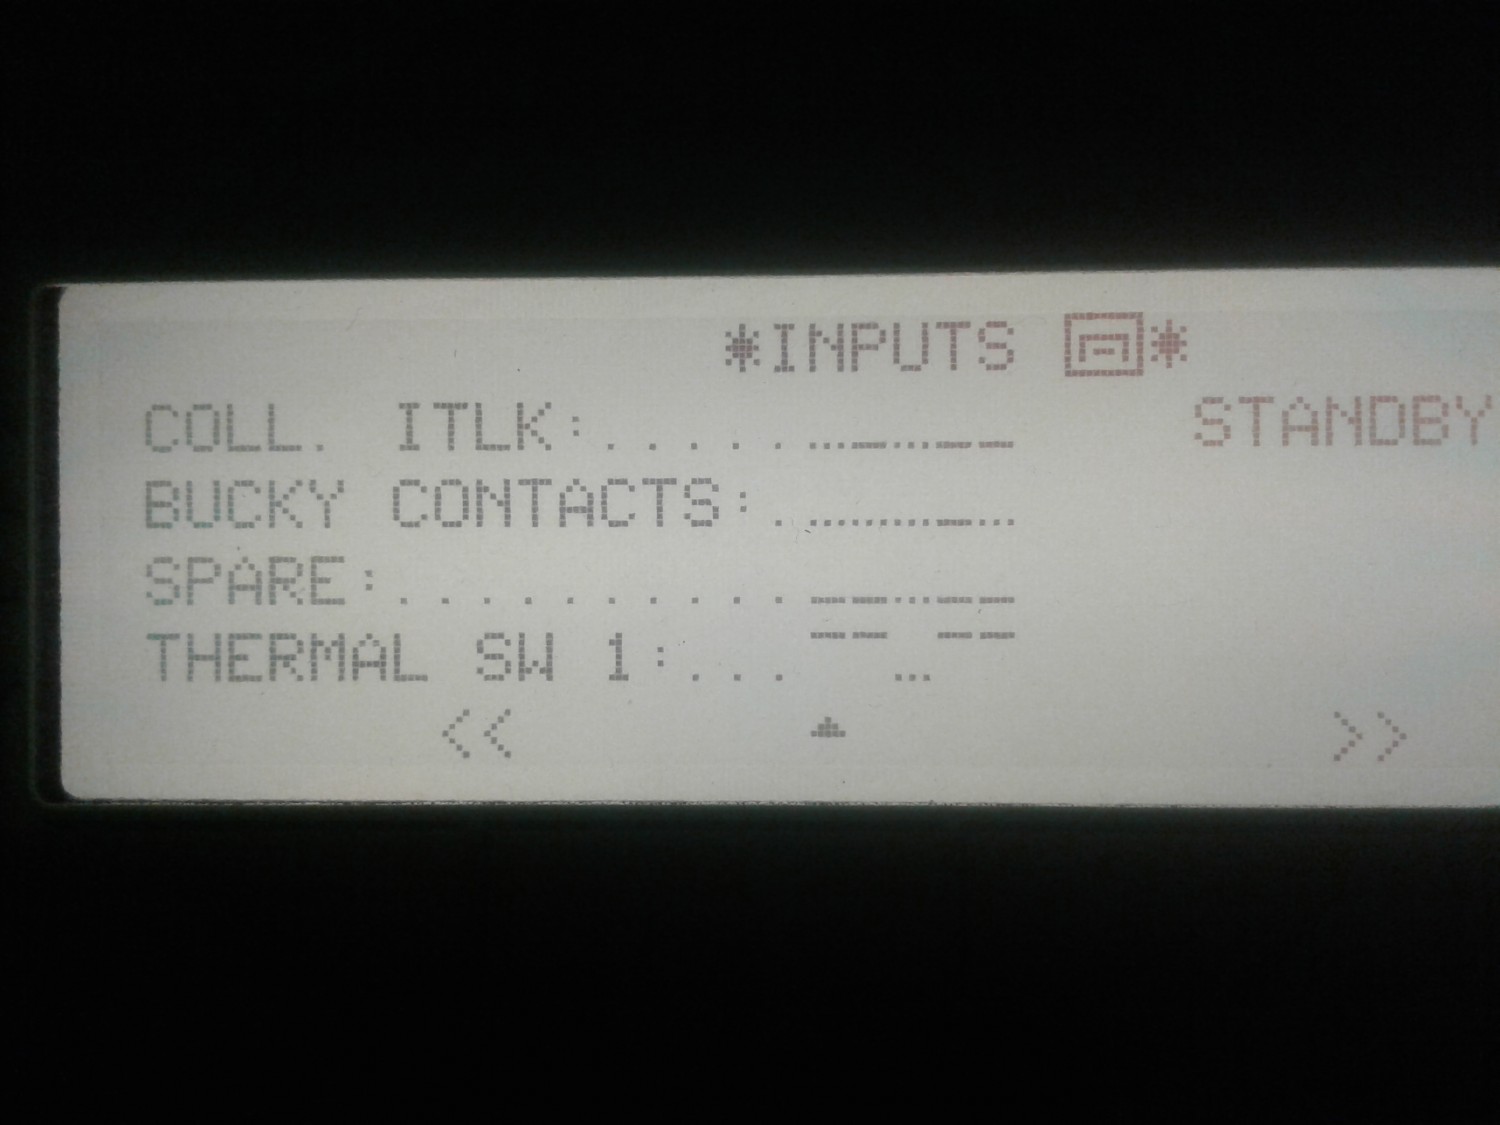 *INPUTS *
COLL. ITLK:.....
STANDBY
BUCKY CONTACTS:.
SPARE:..........
THERMAL SW 1:...
<< >>